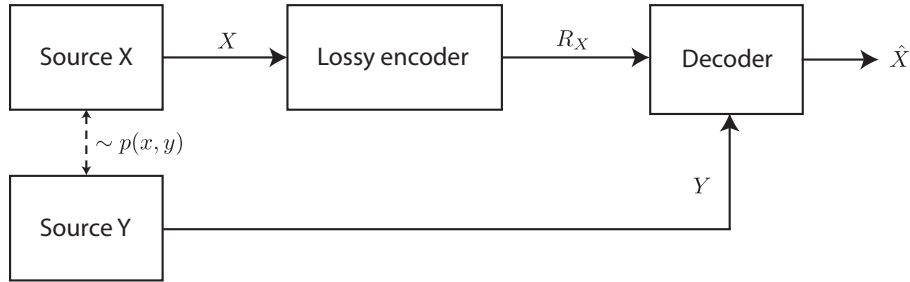 Source X
X
Lossy encoder
R_X
Decoder
X̂
∼ p(x, y)
Y
Source Y